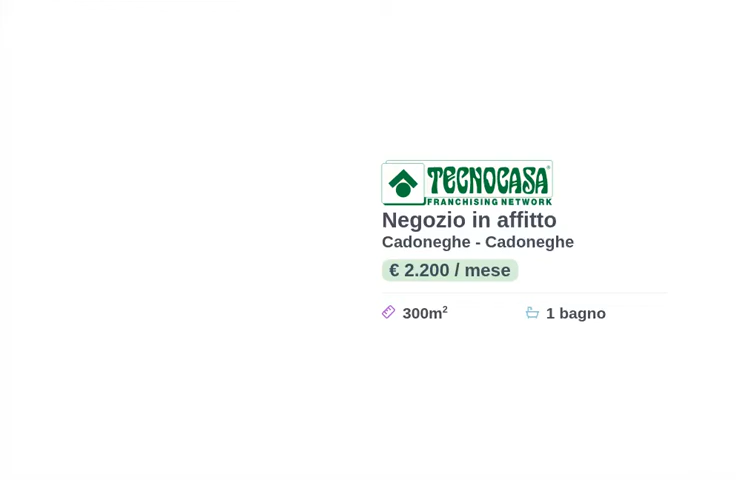 TECNOCASA®
FRANCHISING NETWORK
Negozio in affitto
Cadoneghe - Cadoneghe
€ 2.200 / mese
300m²
1 bagno